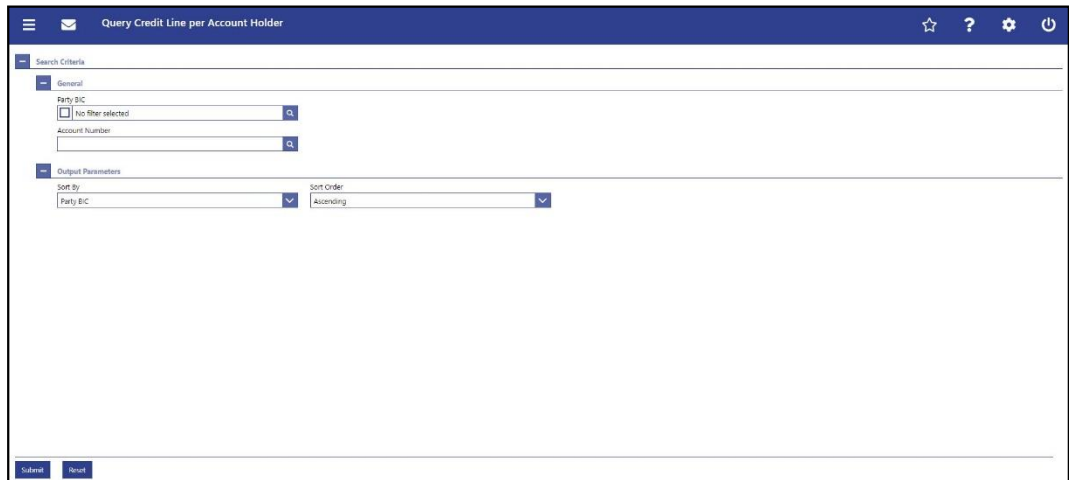 Query Credit Line per Account Holder
Search Criteria
General
Party BIC
No filter selected
Account Number
Output Parameters
Sort By Sort Order
Party BIC Ascending
Submit Reset